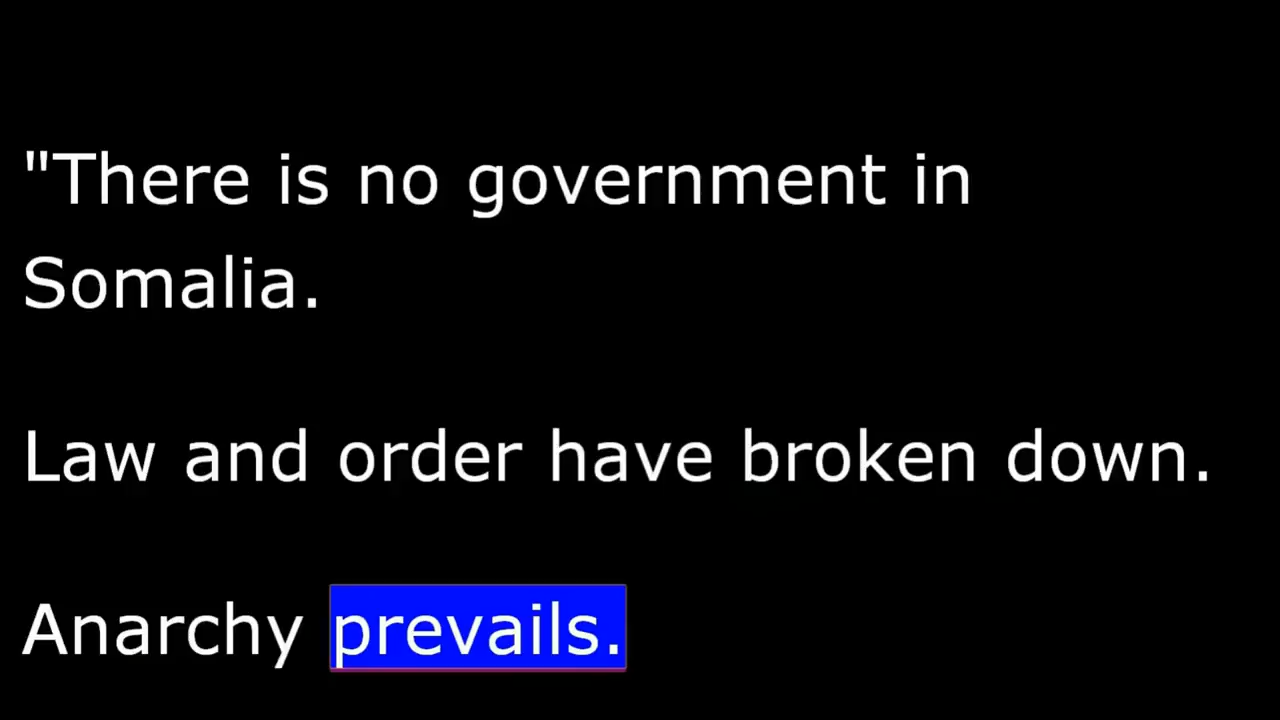 "There is no government in
Somalia.
Law and order have broken down.
Anarchy prevails.